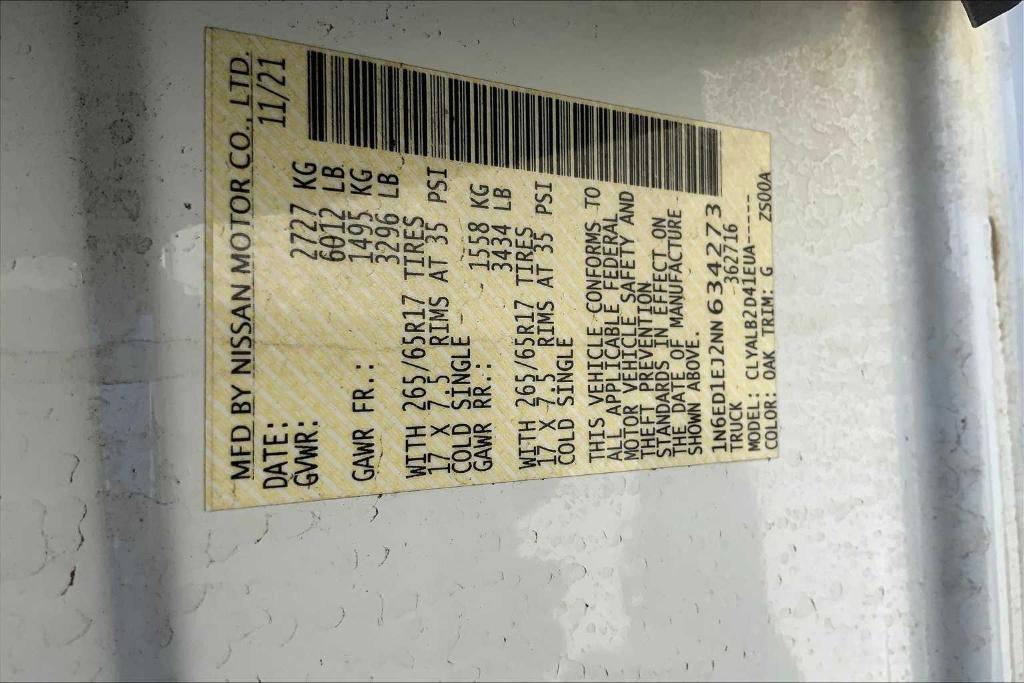 MFD BY NISSAN MOTOR CO., LTD.
DATE: 11/21
GVWR: 2727 KG
6012 LB
GAWR FR.: 1495 KG
3296 LB
WITH 265/65R17 TIRES
17 X 7.5 RIMS AT 35 PSI
COLD SINGLE
GAWR RR.: 1558 KG
3434 LB
WITH 265/65R17 TIRES
17 X 7.5 RIMS AT 35 PSI
COLD SINGLE
THIS VEHICLE CONFORMS TO
ALL APPLICABLE FEDERAL
MOTOR VEHICLE SAFETY AND
THEFT PREVENTION
STANDARDS IN EFFECT ON
THE DATE OF MANUFACTURE
SHOWN ABOVE.
1N6ED1EJ2NN634273
TRUCK -362716
MODEL: CLYALB2D41EUA-----
COLOR: QAK TRIM: G ZS00A